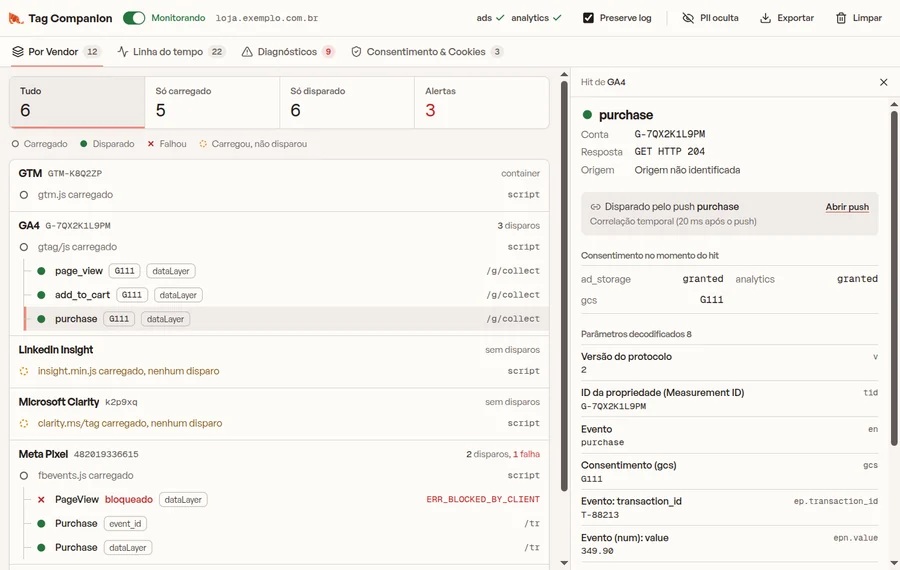 Tag Companion Monitorando loja.exemplo.com.br ads analytics Preserve log PII oculta Exportar Limpar
Por Vendor 12 Linha do tempo 22 Diagnósticos 9 Consentimento & Cookies 3
Tudo
6
Só carregado
5
Só disparado
6
Alertas
3
Carregado Disparado Falhou Carregou, não disparou
GTM GTM-K8Q2ZP container
gtm.js carregado script
GA4 G-7QX2K1L9PM 3 disparos
gtag/js carregado script
page_view G111 dataLayer /g/collect
add_to_cart G111 dataLayer /g/collect
purchase G111 dataLayer /g/collect
LinkedIn Insight sem disparos
insight.min.js carregado, nenhum disparo script
Microsoft Clarity k2p9xq sem disparos
clarity.ms/tag carregado, nenhum disparo script
Meta Pixel 482019336615 2 disparos, 1 falha
fbevents.js carregado script
PageView bloqueado dataLayer ERR_BLOCKED_BY_CLIENT
Purchase event_id /tr
Purchase dataLayer /tr
Hit de GA4
purchase
Conta G-7QX2K1L9PM
Resposta GET HTTP 204
Origem Origem não identificada
Disparado pelo push purchase Abrir push
Correlação temporal (20 ms após o push)
Consentimento no momento do hit
ad_storage granted analytics granted
gcs G111
Parâmetros decodificados 8
Versão do protocolo v
2
ID da propriedade (Measurement ID) tid
G-7QX2K1L9PM
Evento en
purchase
Consentimento (gcs) gcs
G111
Evento: transaction_id ep.transaction_id
T-88213
Evento (num): value epn.value
349.90